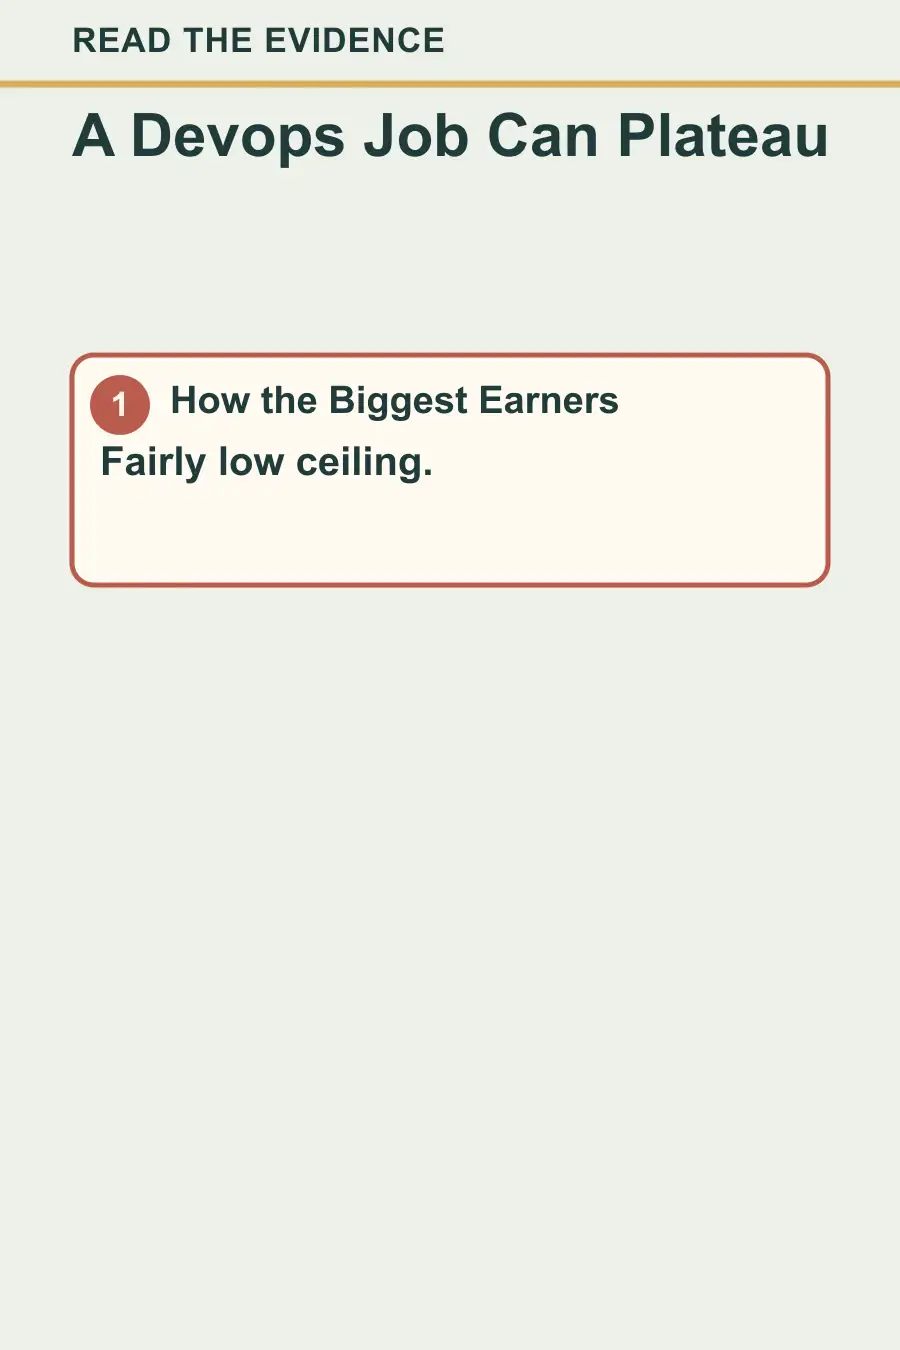 READ THE EVIDENCE
A Devops Job Can Plateau
1 How the Biggest Earners
Fairly low ceiling.